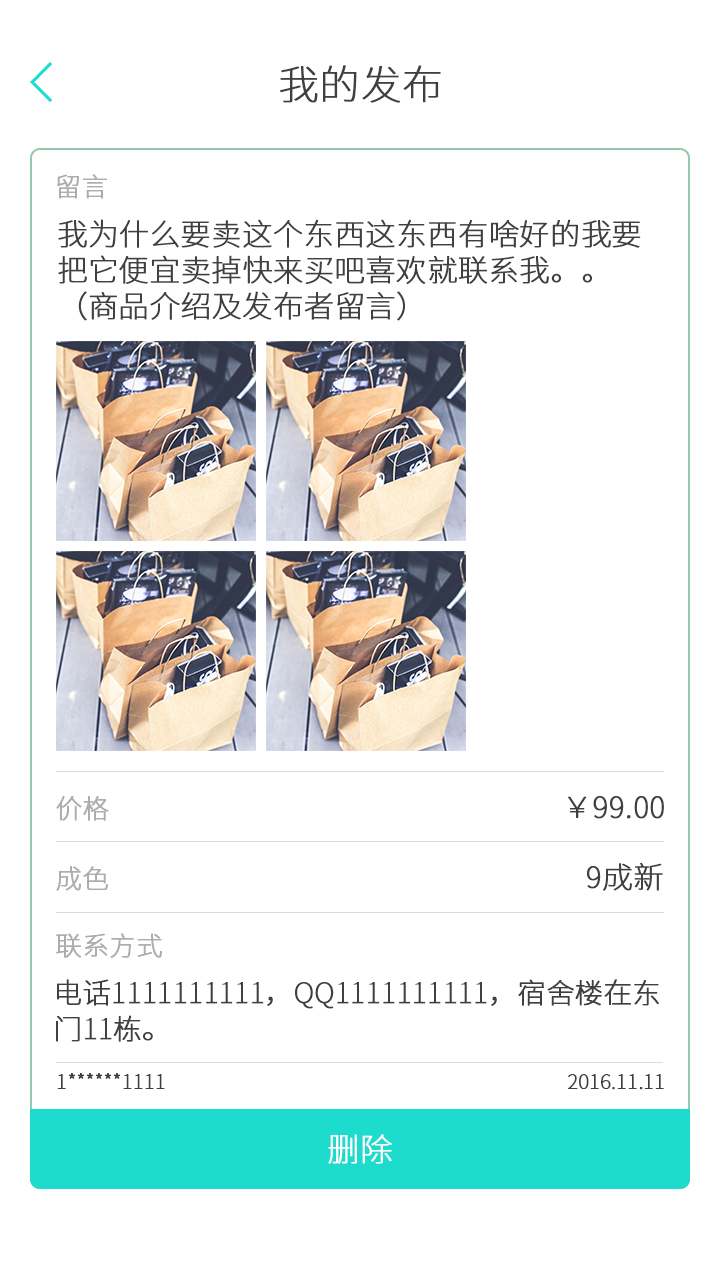 我的发布
留言
我为什么要卖这个东西这东西有啥好的我要
把它便宜卖掉快来买吧喜欢就联系我。。
（商品介绍及发布者留言）
价格 ￥99.00
成色 9成新
联系方式
电话1111111111，QQ1111111111，宿舍楼在东
门11栋。
1******1111 2016.11.11
删除